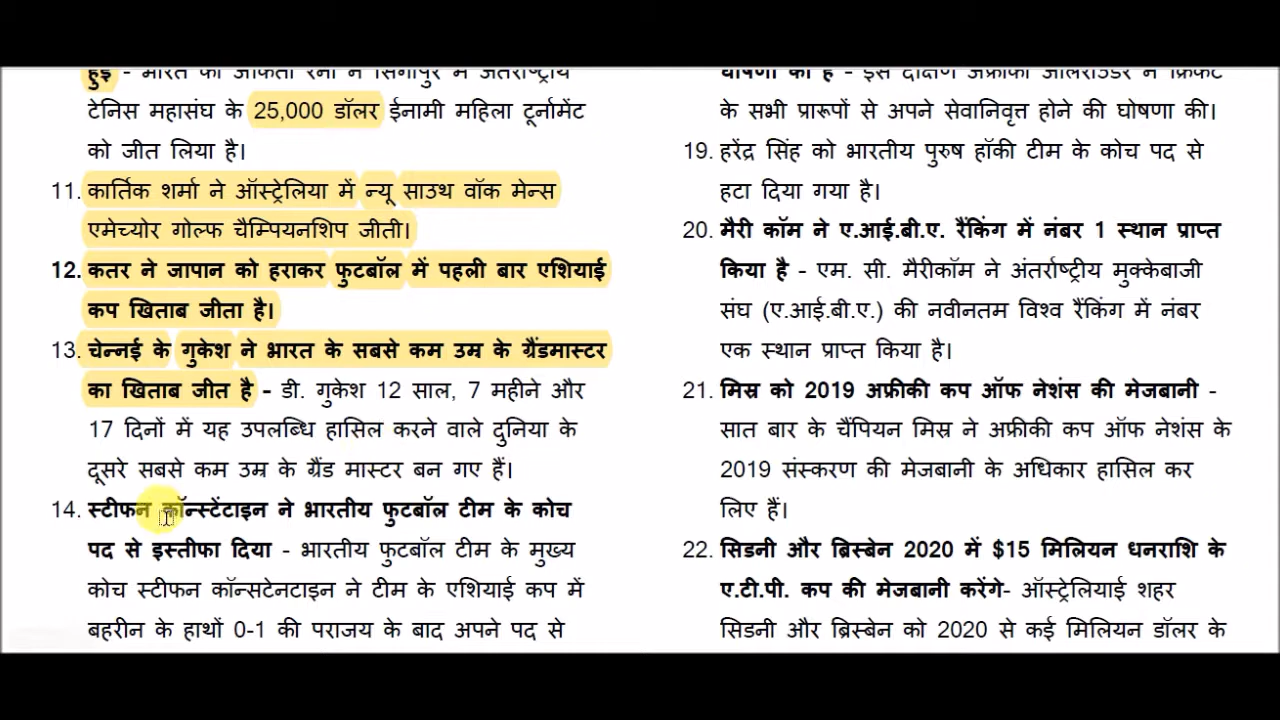 टेनिस महासंघ के 25,000 डॉलर ईनामी महिला टूर्नामेंट
को जीत लिया है।
11. कार्तिक शर्मा ने ऑस्ट्रेलिया में न्यू साउथ वॉक मेन्स
एमेच्योर गोल्फ चैम्पियनशिप जीती।
12. कतर ने जापान को हराकर फुटबॉल में पहली बार एशियाई
कप खिताब जीता है।
13. चेन्नई के गुकेश ने भारत के सबसे कम उम्र के ग्रैंडमास्टर
का खिताब जीत है - डी. गुकेश 12 साल, 7 महीने और
17 दिनों में यह उपलब्धि हासिल करने वाले दुनिया के
दूसरे सबसे कम उम्र के ग्रैंड मास्टर बन गए हैं।
14. स्टीफन कॉन्स्टेंटाइन ने भारतीय फुटबॉल टीम के कोच
पद से इस्तीफा दिया - भारतीय फुटबॉल टीम के मुख्य
कोच स्टीफन कॉन्सटेनटाइन ने टीम के एशियाई कप में
बहरीन के हाथों 0-1 की पराजय के बाद अपने पद से
के सभी प्रारूपों से अपने सेवानिवृत्त होने की घोषणा की।
19. हरेंद्र सिंह को भारतीय पुरुष हॉकी टीम के कोच पद से
हटा दिया गया है।
20. मैरी कॉम ने ए.आई.बी.ए. रैंकिंग में नंबर 1 स्थान प्राप्त
किया है - एम. सी. मैरीकॉम ने अंतर्राष्ट्रीय मुक्केबाजी
संघ (ए.आई.बी.ए.) की नवीनतम विश्व रैंकिंग में नंबर
एक स्थान प्राप्त किया है।
21. मिस्र को 2019 अफ्रीकी कप ऑफ नेशंस की मेजबानी -
सात बार के चैंपियन मिस्र ने अफ्रीकी कप ऑफ नेशंस के
2019 संस्करण की मेजबानी के अधिकार हासिल कर
लिए हैं।
22. सिडनी और ब्रिस्बेन 2020 में $15 मिलियन धनराशि के
ए.टी.पी. कप की मेजबानी करेंगे- ऑस्ट्रेलियाई शहर
सिडनी और ब्रिस्बेन को 2020 से कई मिलियन डॉलर के